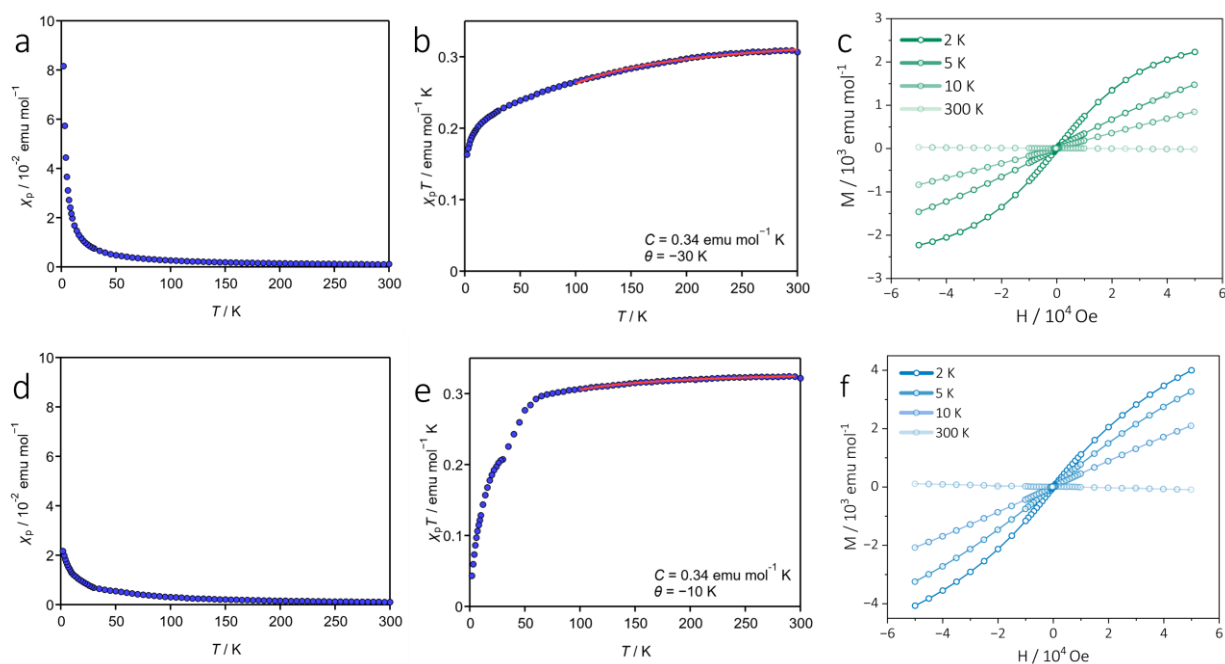 a
10
8
6
4
2
0
χp / 10⁻² emu mol⁻¹
0 50 100 150 200 250 300
T / K
b
0.3
0.2
0.1
0
χpT / emu mol⁻¹ K
C = 0.34 emu mol⁻¹ K
θ = −30 K
0 50 100 150 200 250 300
T / K
c
3
2
1
0
−1
−2
−3
M / 10³ emu mol⁻¹
2 K
5 K
10 K
300 K
−6 −4 −2 0 2 4 6
H / 10⁴ Oe
d
10
8
6
4
2
0
χp / 10⁻² emu mol⁻¹
0 50 100 150 200 250 300
T / K
e
0.3
0.2
0.1
0
χpT / emu mol⁻¹ K
C = 0.34 emu mol⁻¹ K
θ = −10 K
0 50 100 150 200 250 300
T / K
f
4
2
0
−2
−4
M / 10³ emu mol⁻¹
2 K
5 K
10 K
300 K
−6 −4 −2 0 2 4 6
H / 10⁴ Oe